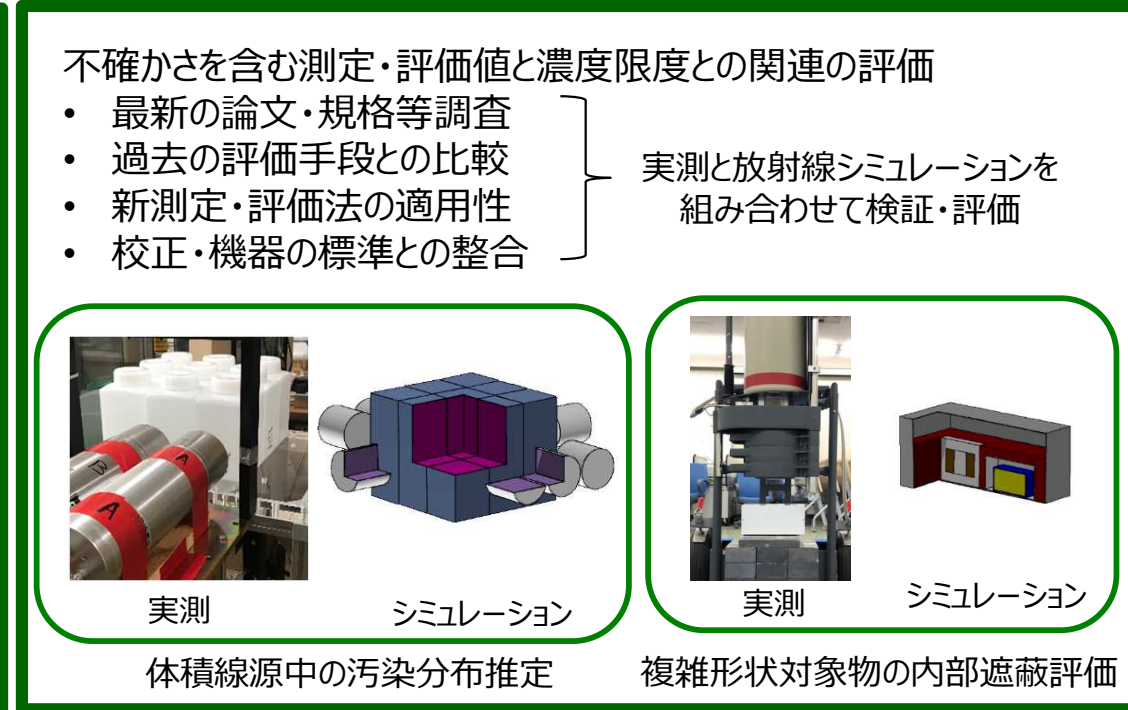 不確かさを含む測定・評価値と濃度限度との関連の評価
• 最新の論文・規格等調査
• 過去の評価手段との比較
• 新測定・評価法の適用性
• 校正・機器の標準との整合
実測と放射線シミュレーションを
組み合わせて検証・評価
A
B
A
実測
シミュレーション
体積線源中の汚染分布推定
実測
シミュレーション
複雑形状対象物の内部遮蔽評価